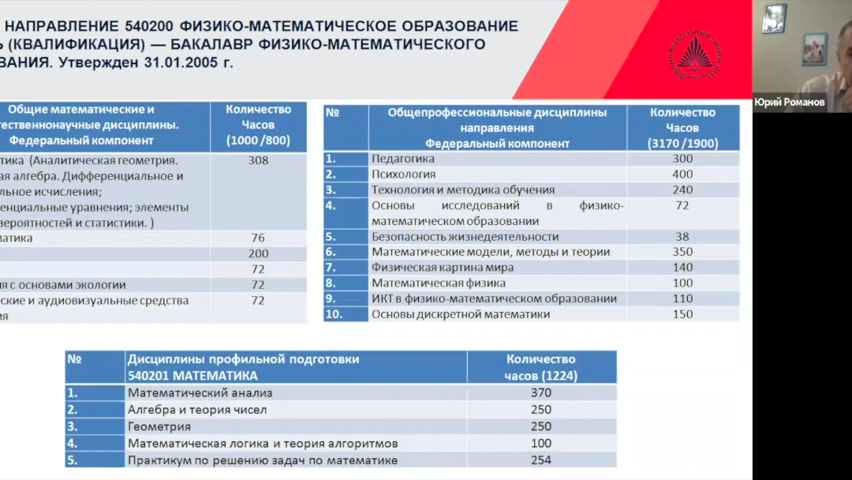 НАПРАВЛЕНИЕ 540200 ФИЗИКО-МАТЕМАТИЧЕСКОЕ ОБРАЗОВАНИЕ
Ь (КВАЛИФИКАЦИЯ) — БАКАЛАВР ФИЗИКО-МАТЕМАТИЧЕСКОГО
ВАНИЯ. Утвержден 31.01.2005 г.
Юрий Романов
Общие математические и
тественнонаучные дисциплины.
Федеральный компонент
Количество
Часов
(1000 /800)
тика (Аналитическая геометрия.
ая алгебра. Дифференциальное и
льное исчисления;
енциальные уравнения; элементы
вероятностей и статистики. )
308
матика 76
200
72
ия с основами экологии 72
еские и аудиовизуальные средства
ия
72
№
Общепрофессиональные дисциплины
направления
Федеральный компонент
Количество
Часов
(3170 /1900)
1. Педагогика 300
2. Психология 400
3. Технология и методика обучения 240
4. Основы исследований в физико-
математическом образовании
72
5. Безопасность жизнедеятельности 38
6. Математические модели, методы и теории 350
7. Физическая картина мира 140
8. Математическая физика 100
9. ИКТ в физико-математическом образовании 110
10. Основы дискретной математики 150
№
Дисциплины профильной подготовки
540201 МАТЕМАТИКА
Количество
часов (1224)
1. Математический анализ 370
2. Алгебра и теория чисел 250
3. Геометрия 250
4. Математическая логика и теория алгоритмов 100
5. Практикум по решению задач по математике 254